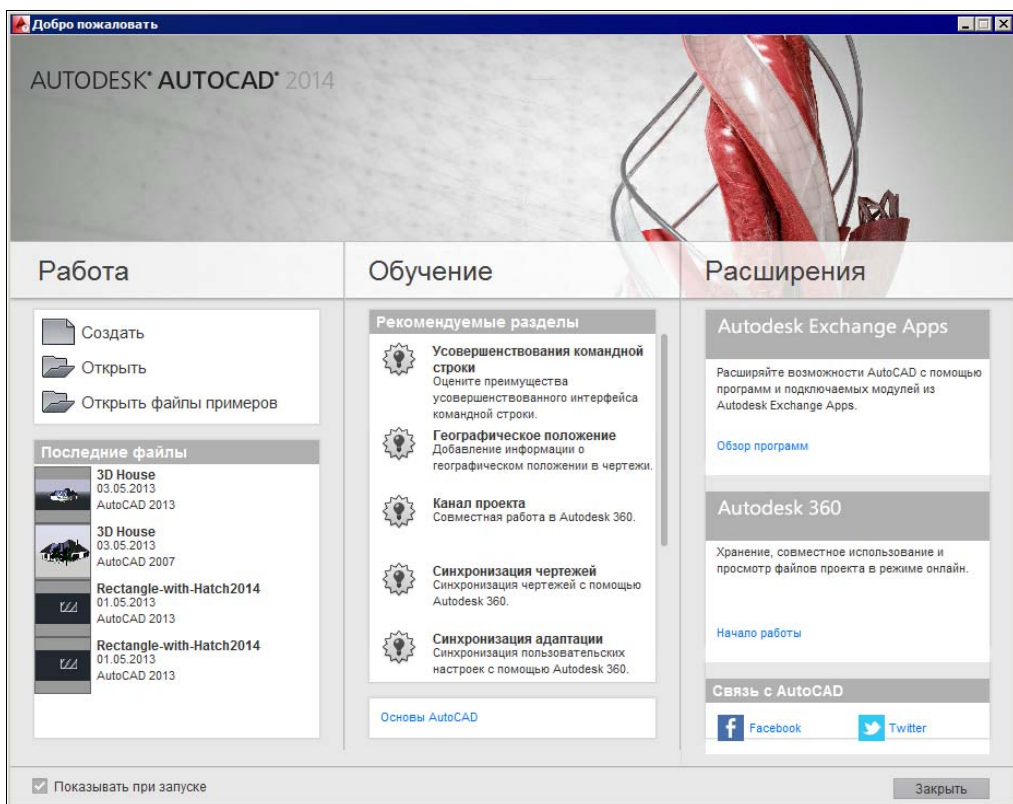 Добро пожаловать
AUTODESK® AUTOCAD® 2014
Работа
Создать
Открыть
Открыть файлы примеров
Последние файлы
3D House
03.05.2013
AutoCAD 2013
3D House
03.05.2013
AutoCAD 2007
Rectangle-with-Hatch2014
01.05.2013
AutoCAD 2013
Rectangle-with-Hatch2014
01.05.2013
AutoCAD 2013
Обучение
Рекомендуемые разделы
Усовершенствования командной
строки
Оцените преимущества
усовершенствованного интерфейса
командной строки.
Географическое положение
Добавление информации о
географическом положении в чертежи.
Канал проекта
Совместная работа в Autodesk 360.
Синхронизация чертежей
Синхронизация чертежей с помощью
Autodesk 360.
Синхронизация адаптации
Синхронизация пользовательских
настроек с помощью Autodesk 360.
Основы AutoCAD
Расширения
Autodesk Exchange Apps
Расширяйте возможности AutoCAD с помощью
программ и подключаемых модулей из
Autodesk Exchange Apps.
Обзор программ
Autodesk 360
Хранение, совместное использование и
просмотр файлов проекта в режиме онлайн.
Начало работы
Связь с AutoCAD
Facebook
Twitter
Показывать при запуске
Закрыть